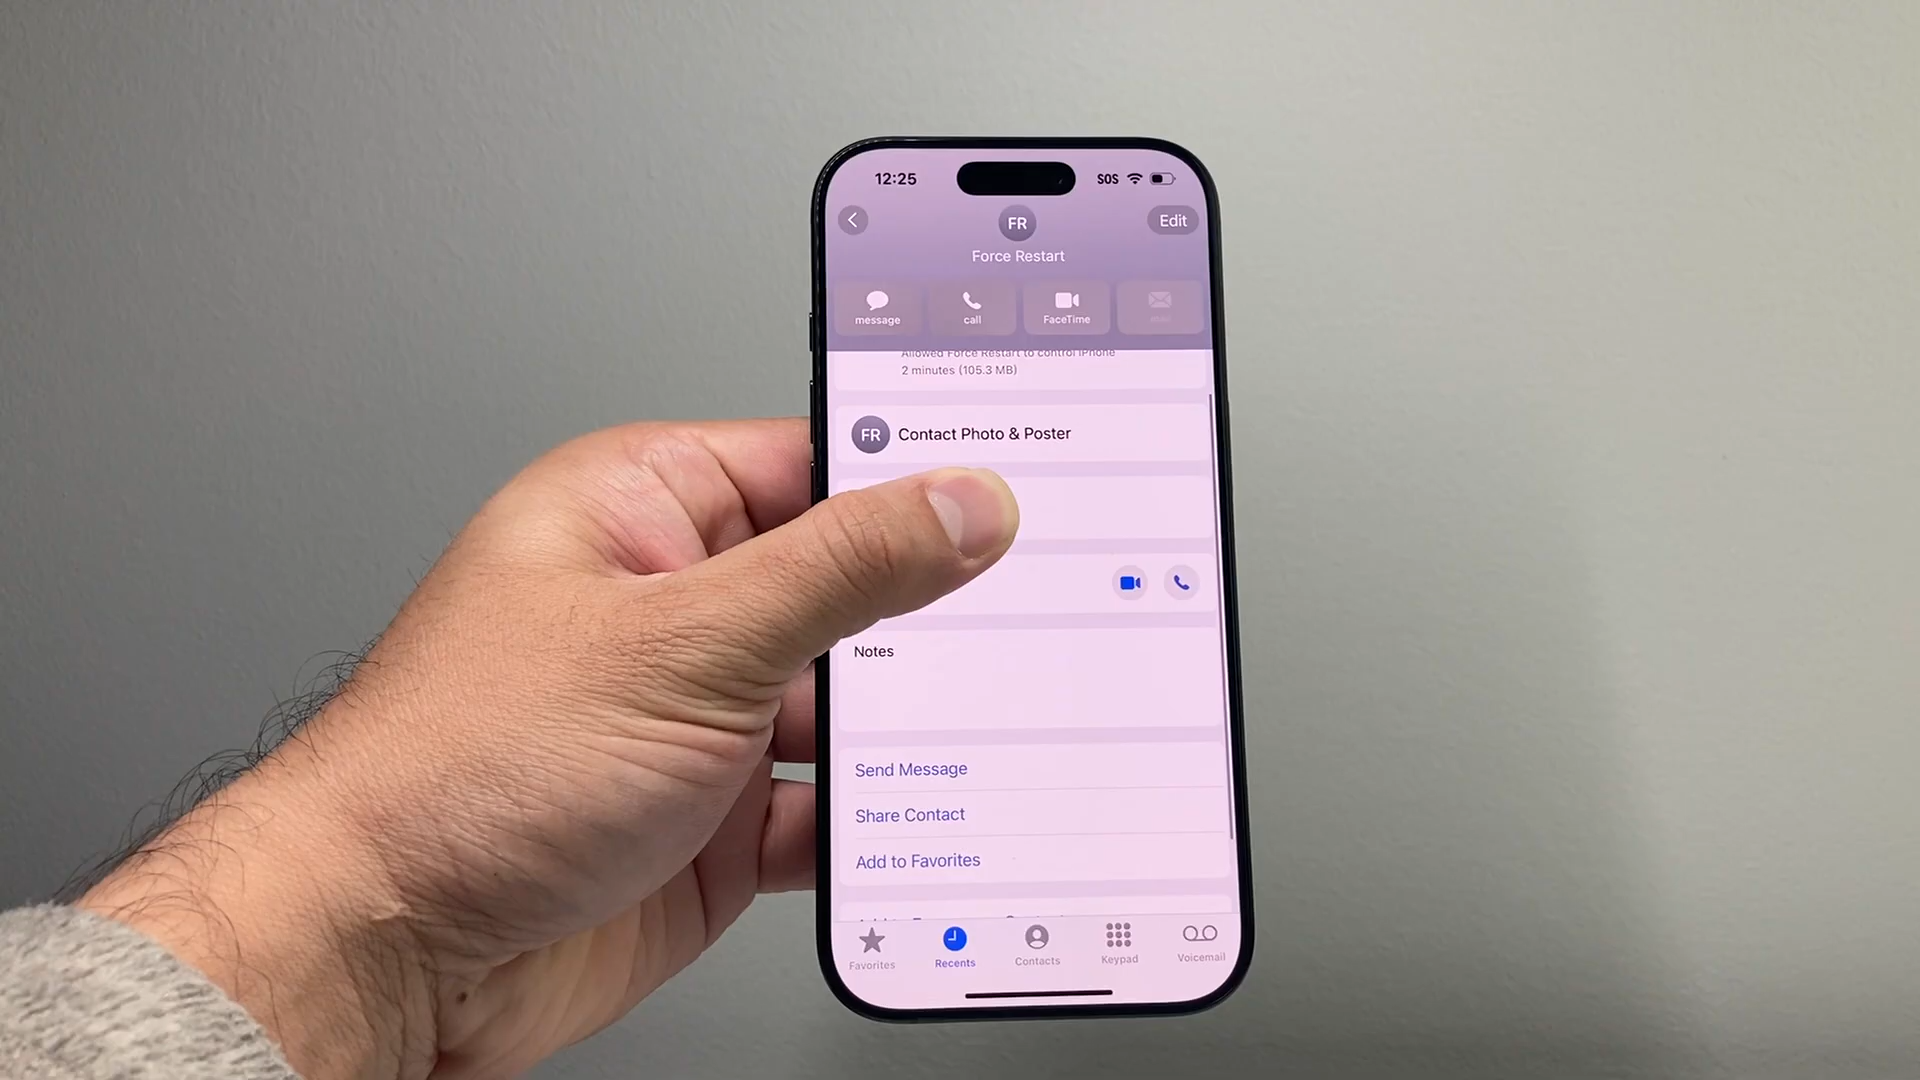 12:25
SOS
FR
Edit
Force Restart
message
call
FaceTime
Allowed Force Restart to control iPhone
2 minutes (105.3 MB)
FR
Contact Photo & Poster
Notes
Send Message
Share Contact
Add to Favorites
Favorites
Recents
Contacts
Keypad
Voicemail